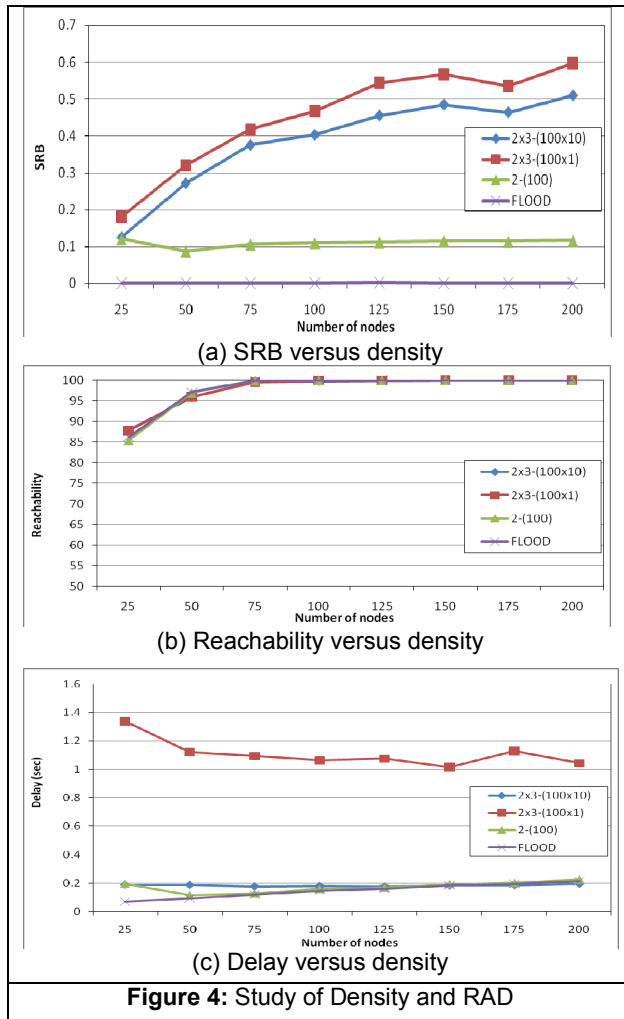 0.7
0.6
0.5
0.4
0.3
0.2
0.1
0
SRB
2x3-(100x10)
2x3-(100x1)
2-(100)
FLOOD
25 50 75 100 125 150 175 200
Number of nodes
(a) SRB versus density
100
95
90
85
80
75
70
65
60
55
50
Reachability
2x3-(100x10)
2x3-(100x1)
2-(100)
FLOOD
25 50 75 100 125 150 175 200
Number of nodes
(b) Reachability versus density
1.6
1.4
1.2
1
0.8
0.6
0.4
0.2
0
Delay (sec)
2x3-(100x10)
2x3-(100x1)
2-(100)
FLOOD
25 50 75 100 125 150 175 200
Number of nodes
(c) Delay versus density
Figure 4: Study of Density and RAD